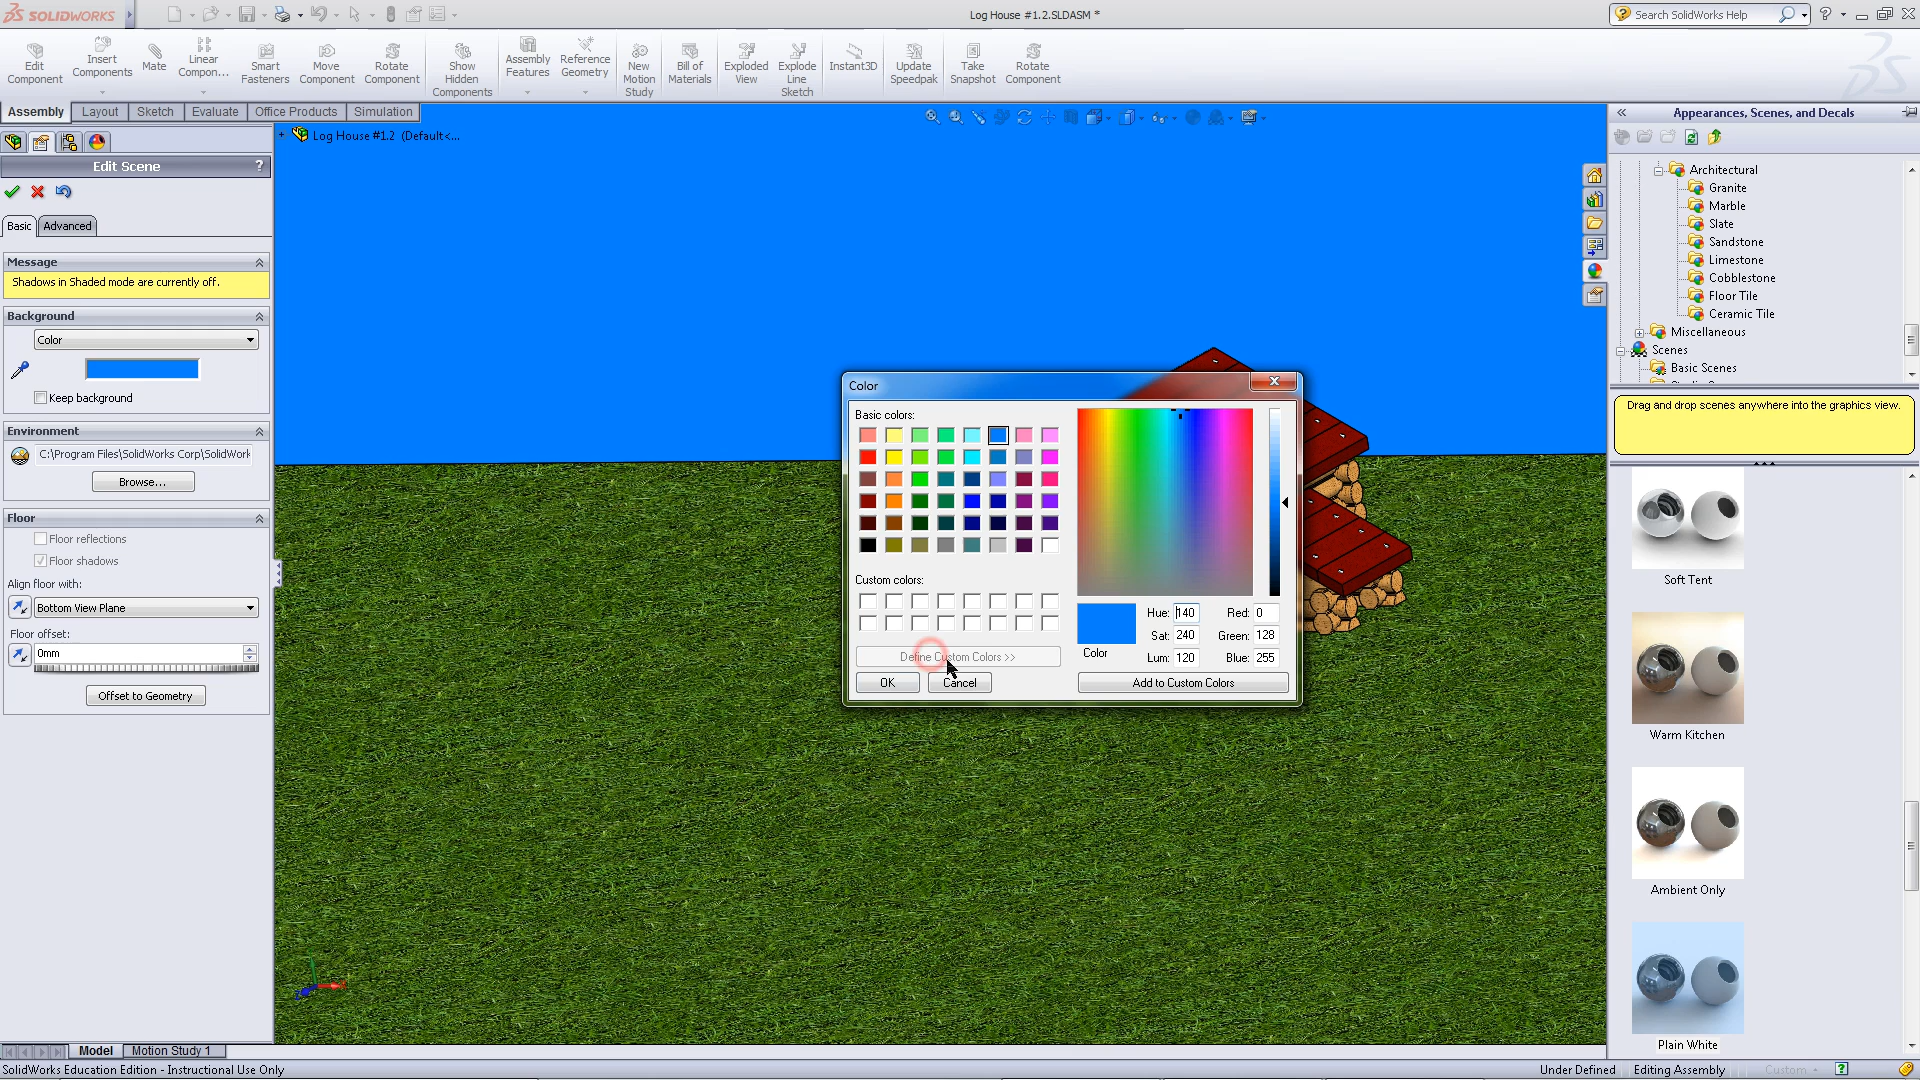 SOLIDWORKS
Log House #1.2.SLDASM *
Search SolidWorks Help
Edit Component
Insert Components
Mate
Linear Compon...
Smart Fasteners
Move Component
Rotate Component
Show Hidden Components
Assembly Features
Reference Geometry
New Motion Study
Bill of Materials
Exploded View
Explode Line Sketch
Instant3D
Update Speedpak
Take Snapshot
Rotate Component
Assembly
Layout
Sketch
Evaluate
Office Products
Simulation
Log House #1.2 (Default<...
Edit Scene
?
Basic
Advanced
Message
Shadows in Shaded mode are currently off.
Background
Color
Keep background
Environment
C:\Program Files\SolidWorks Corp\SolidWork
Browse...
Floor
Floor reflections
Floor shadows
Align floor with:
Bottom View Plane
Floor offset:
0mm
Offset to Geometry
Color
Basic colors:
Custom colors:
Define Custom Colors >>
OK
Cancel
Color
Hue: 140
Sat: 240
Lum: 120
Red: 0
Green: 128
Blue: 255
Add to Custom Colors
Appearances, Scenes, and Decals
Architectural
Granite
Marble
Slate
Sandstone
Limestone
Cobblestone
Floor Tile
Ceramic Tile
Miscellaneous
Scenes
Basic Scenes
Drag and drop scenes anywhere into the graphics view.
Soft Tent
Warm Kitchen
Ambient Only
Plain White
Model
Motion Study 1
SolidWorks Education Edition - Instructional Use Only
Under Defined
Editing Assembly
Custom